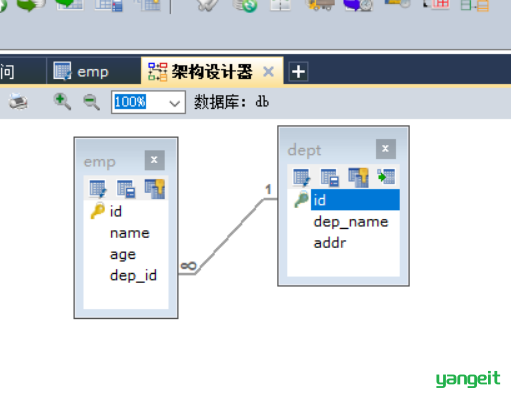 问
emp
架构设计器
100%
数据库: db
emp
id
name
age
dep_id
∞
1
dept
id
dep_name
addr
yangeit